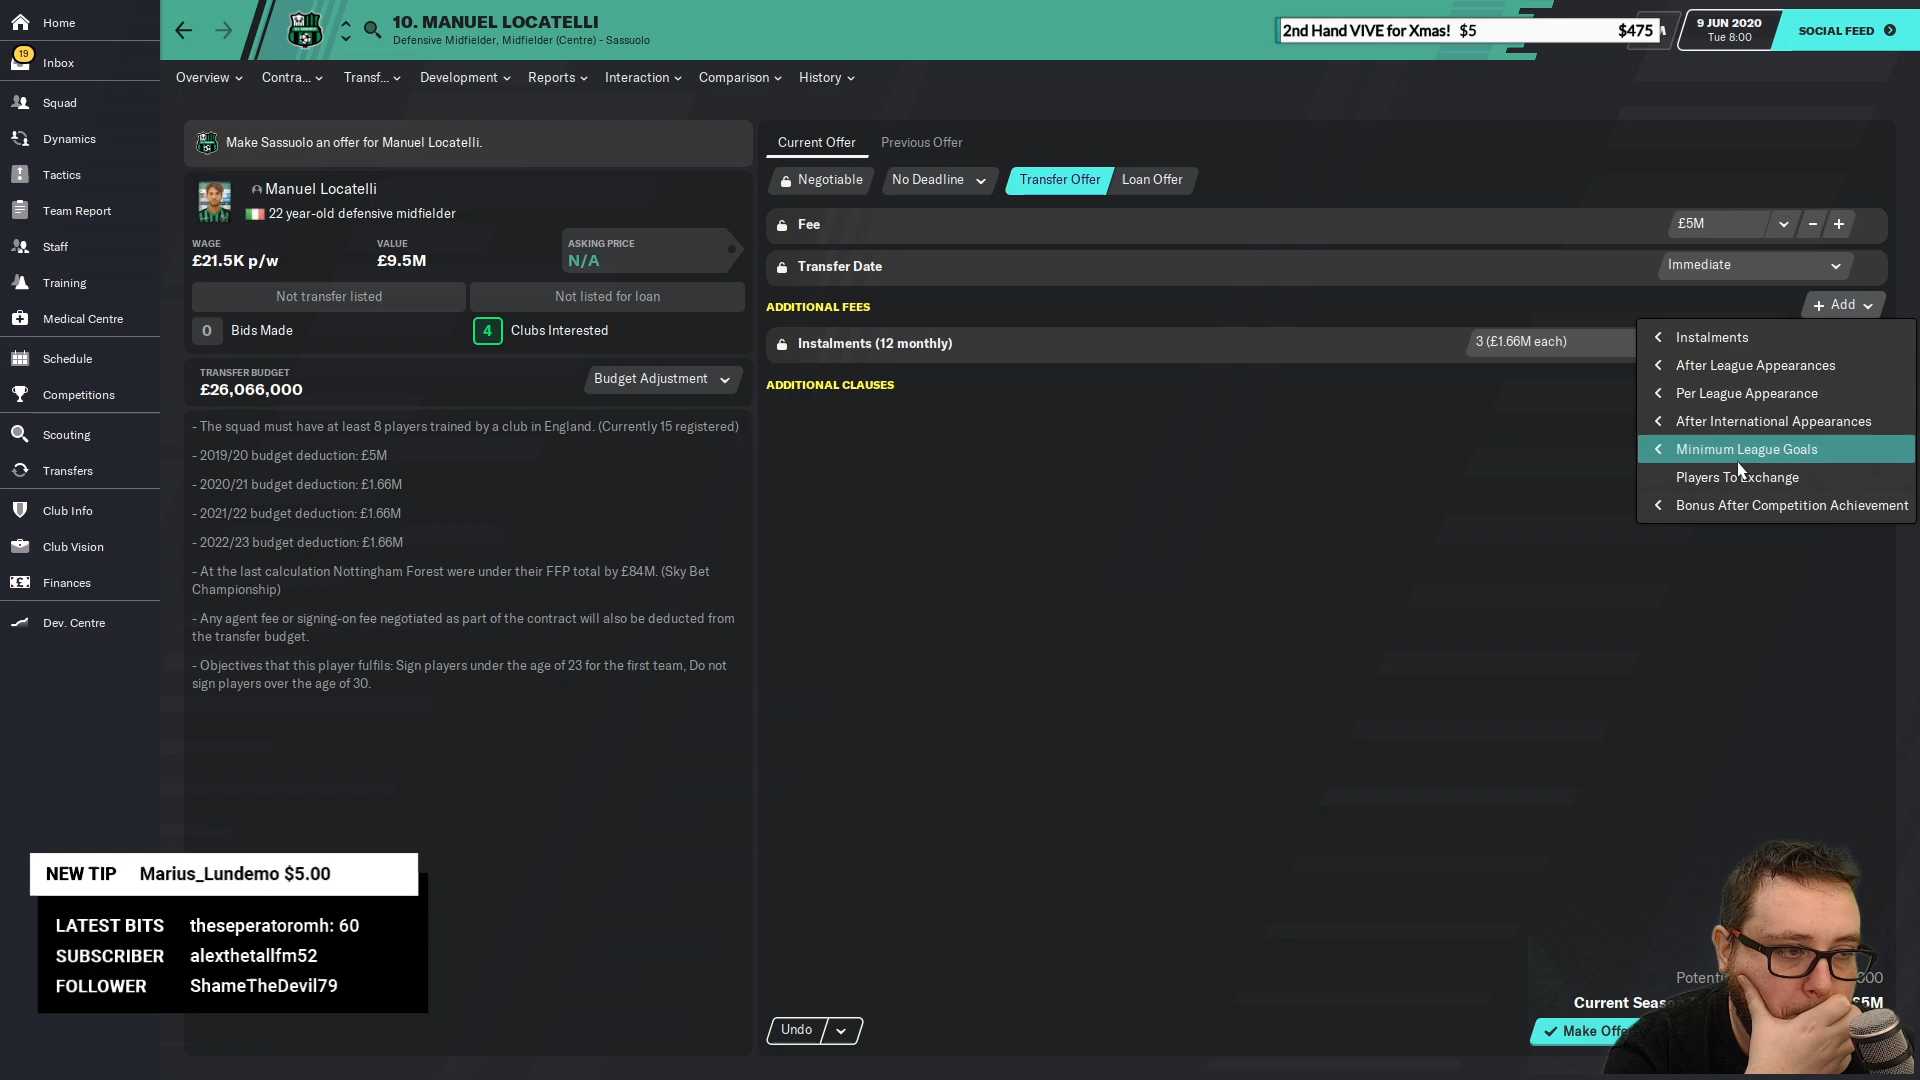 Home
Inbox
19
Squad
Dynamics
Tactics
Team Report
Staff
Training
Medical Centre
Schedule
Competitions
Scouting
Transfers
Club Info
Club Vision
Finances
Dev. Centre
10. MANUEL LOCATELLI
Defensive Midfielder, Midfielder (Centre) - Sassuolo
2nd Hand VIVE for Xmas! $5 $475
9 JUN 2020
Tue 8:00
SOCIAL FEED
Overview Contra... Transf... Development Reports Interaction Comparison History
Make Sassuolo an offer for Manuel Locatelli.
Manuel Locatelli
22 year-old defensive midfielder
WAGE VALUE ASKING PRICE
£21.5K p/w £9.5M N/A
Not transfer listed Not listed for loan
0 Bids Made 4 Clubs Interested
TRANSFER BUDGET
£26,066,000
Budget Adjustment
- The squad must have at least 8 players trained by a club in England. (Currently 15 registered)
- 2019/20 budget deduction: £5M
- 2020/21 budget deduction: £1.66M
- 2021/22 budget deduction: £1.66M
- 2022/23 budget deduction: £1.66M
- At the last calculation Nottingham Forest were under their FFP total by £84M. (Sky Bet
Championship)
- Any agent fee or signing-on fee negotiated as part of the contract will also be deducted from
the transfer budget.
- Objectives that this player fulfils: Sign players under the age of 23 for the first team, Do not
sign players over the age of 30.
Current Offer Previous Offer
Negotiable No Deadline Transfer Offer Loan Offer
Fee £5M
Transfer Date Immediate
ADDITIONAL FEES + Add
Instalments (12 monthly) 3 (£1.66M each)
ADDITIONAL CLAUSES
Instalments
After League Appearances
Per League Appearance
After International Appearances
Minimum League Goals
Players To Exchange
Bonus After Competition Achievement
Undo
Current
Make
NEW TIP Marius_Lundemo $5.00
LATEST BITS theseperatoromh: 60
SUBSCRIBER alexthetallfm52
FOLLOWER ShameTheDevil79